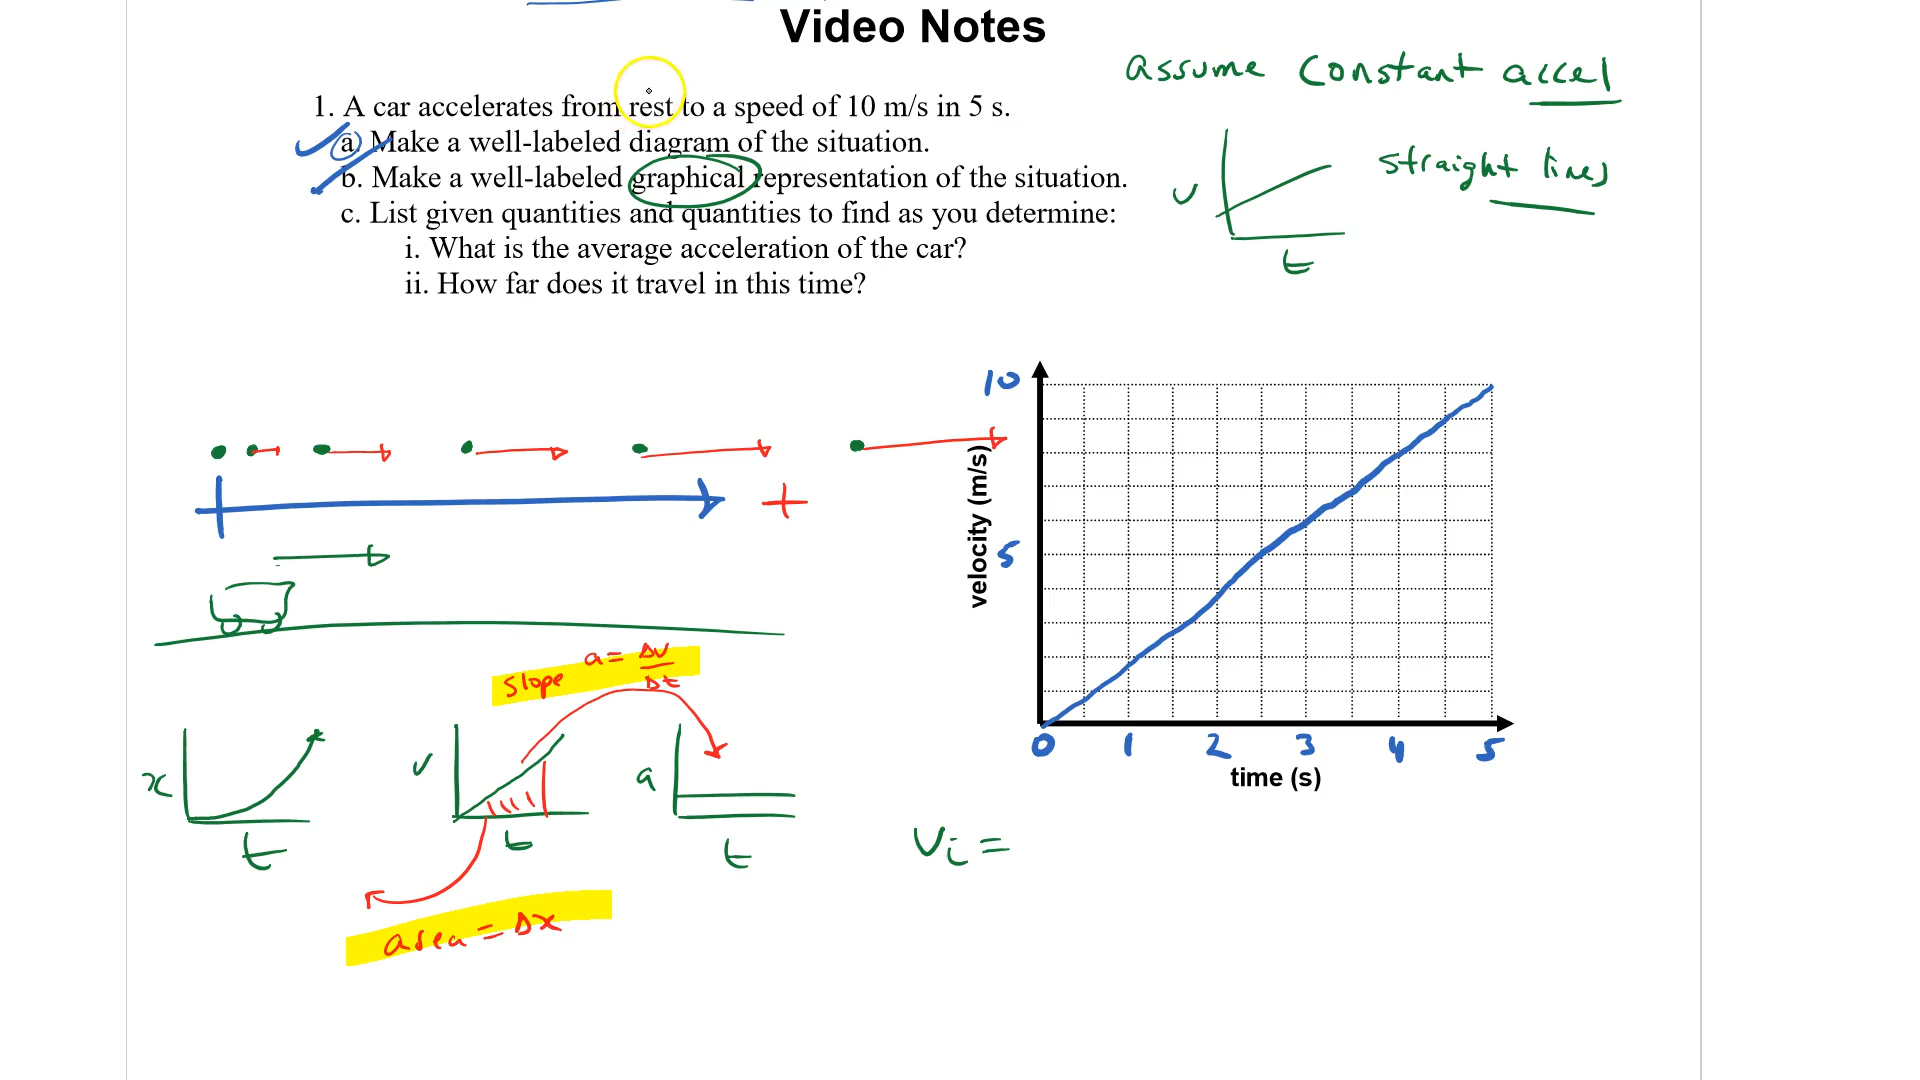 Video Notes
assume constant accel
1. A car accelerates from rest to a speed of 10 m/s in 5 s.
a. Make a well-labeled diagram of the situation.
b. Make a well-labeled graphical representation of the situation.
c. List given quantities and quantities to find as you determine:
i. What is the average acceleration of the car?
ii. How far does it travel in this time?
v
t
straight lines
+
slope a = Δv/Δt
x
t
v
t
a
t
area = Δx
10
5
velocity (m/s)
0 1 2 3 4 5
time (s)
Vi =